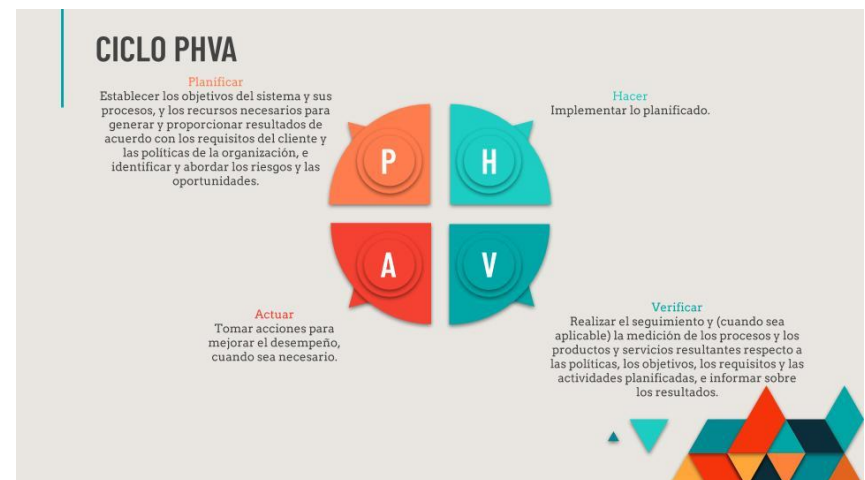 CICLO PHVA
Planificar
Establecer los objetivos del sistema y sus
procesos, y los recursos necesarios para
generar y proporcionar resultados de
acuerdo con los requisitos del cliente y
las políticas de la organización, e
identificar y abordar los riesgos y las
oportunidades.
Hacer
Implementar lo planificado.
P
H
A
V
Actuar
Tomar acciones para
mejorar el desempeño,
cuando sea necesario.
Verificar
Realizar el seguimiento y (cuando sea
aplicable) la medición de los procesos y los
productos y servicios resultantes respecto a
las políticas, los objetivos, los requisitos y las
actividades planificadas, e informar sobre
los resultados.